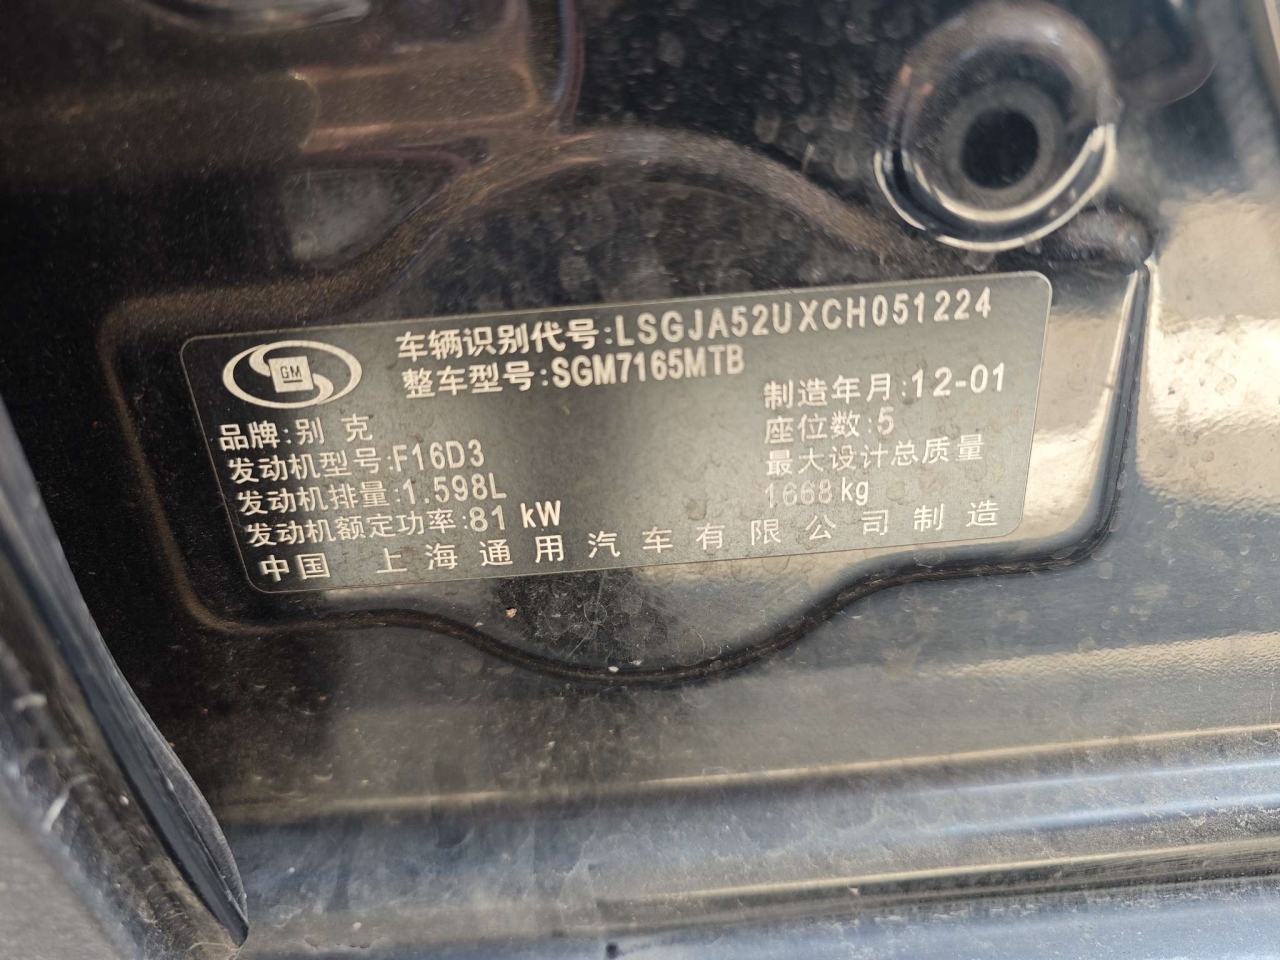 GM
车辆识别代号:LSGJA52UXCH051224
整车型号:SGM7165MTB
品牌:别 克
制造年月:12-01
发动机型号:F16D3
座位数:5
发动机排量:1.598L
最大设计总质量
1668kg
发动机额定功率:81 kW
中国 上海通用汽车有限公司制造